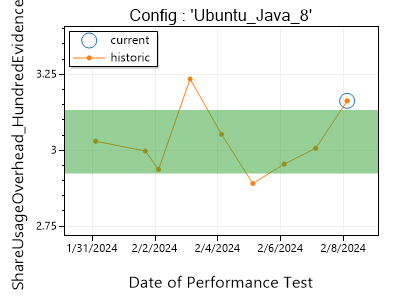 Config : 'Ubuntu_Java_8'
ShareUsageOverhead_HundredEvidence
current
historic
3.25
3
2.75
1/31/2024 2/2/2024 2/4/2024 2/6/2024 2/8/2024
Date of Performance Test